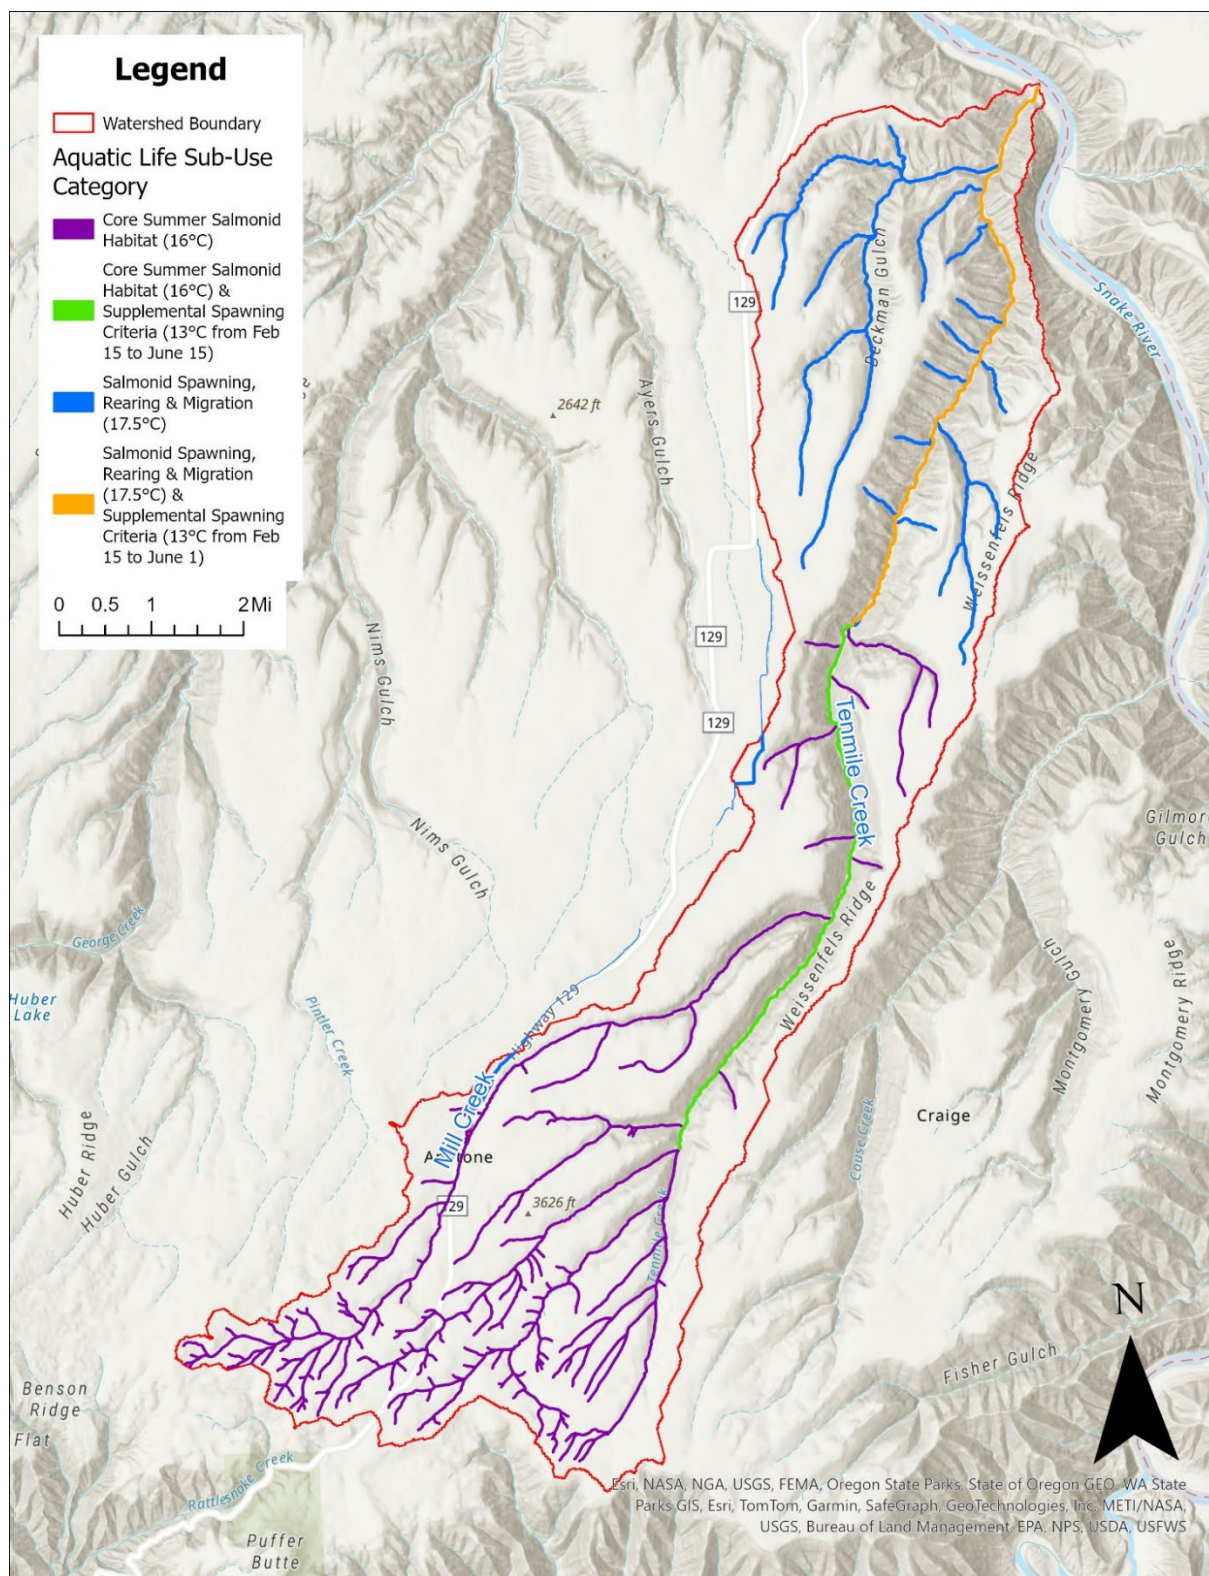 Legend
Watershed Boundary
Aquatic Life Sub-Use
Category
Core Summer Salmonid
Habitat (16°C)
Core Summer Salmonid
Habitat (16°C) &
Supplemental Spawning
Criteria (13°C from Feb
15 to June 15)
Salmonid Spawning,
Rearing & Migration
(17.5°C)
Salmonid Spawning,
Rearing & Migration
(17.5°C) &
Supplemental Spawning
Criteria (13°C from Feb
15 to June 1)
0 0.5 1 2 Mi
129
Beckman Gulch
Snake River
2642 ft
Ayers Gulch
Weissenfels Ridge
129
Nims Gulch
129
Tenmile Creek
Gilmore
Gulch
Nims Gulch
Weissenfels Ridge
George Creek
Huber
Lake
Pintler Creek
Highway 129
Montgomery Gulch
Montgomery Ridge
Mill Creek
Couse Creek
Craige
Huber Ridge
Huber Gulch
29
3626 ft
Tenmile Creek
N
Fisher Gulch
Benson
Ridge
Flat
Rattlesnake Creek
Puffer
Butte
Esri, NASA, NGA, USGS, FEMA, Oregon State Parks, State of Oregon GEO, WA State
Parks GIS, Esri, TomTom, Garmin, SafeGraph, GeoTechnologies, Inc, METI/NASA,
USGS, Bureau of Land Management, EPA, NPS, USDA, USFWS